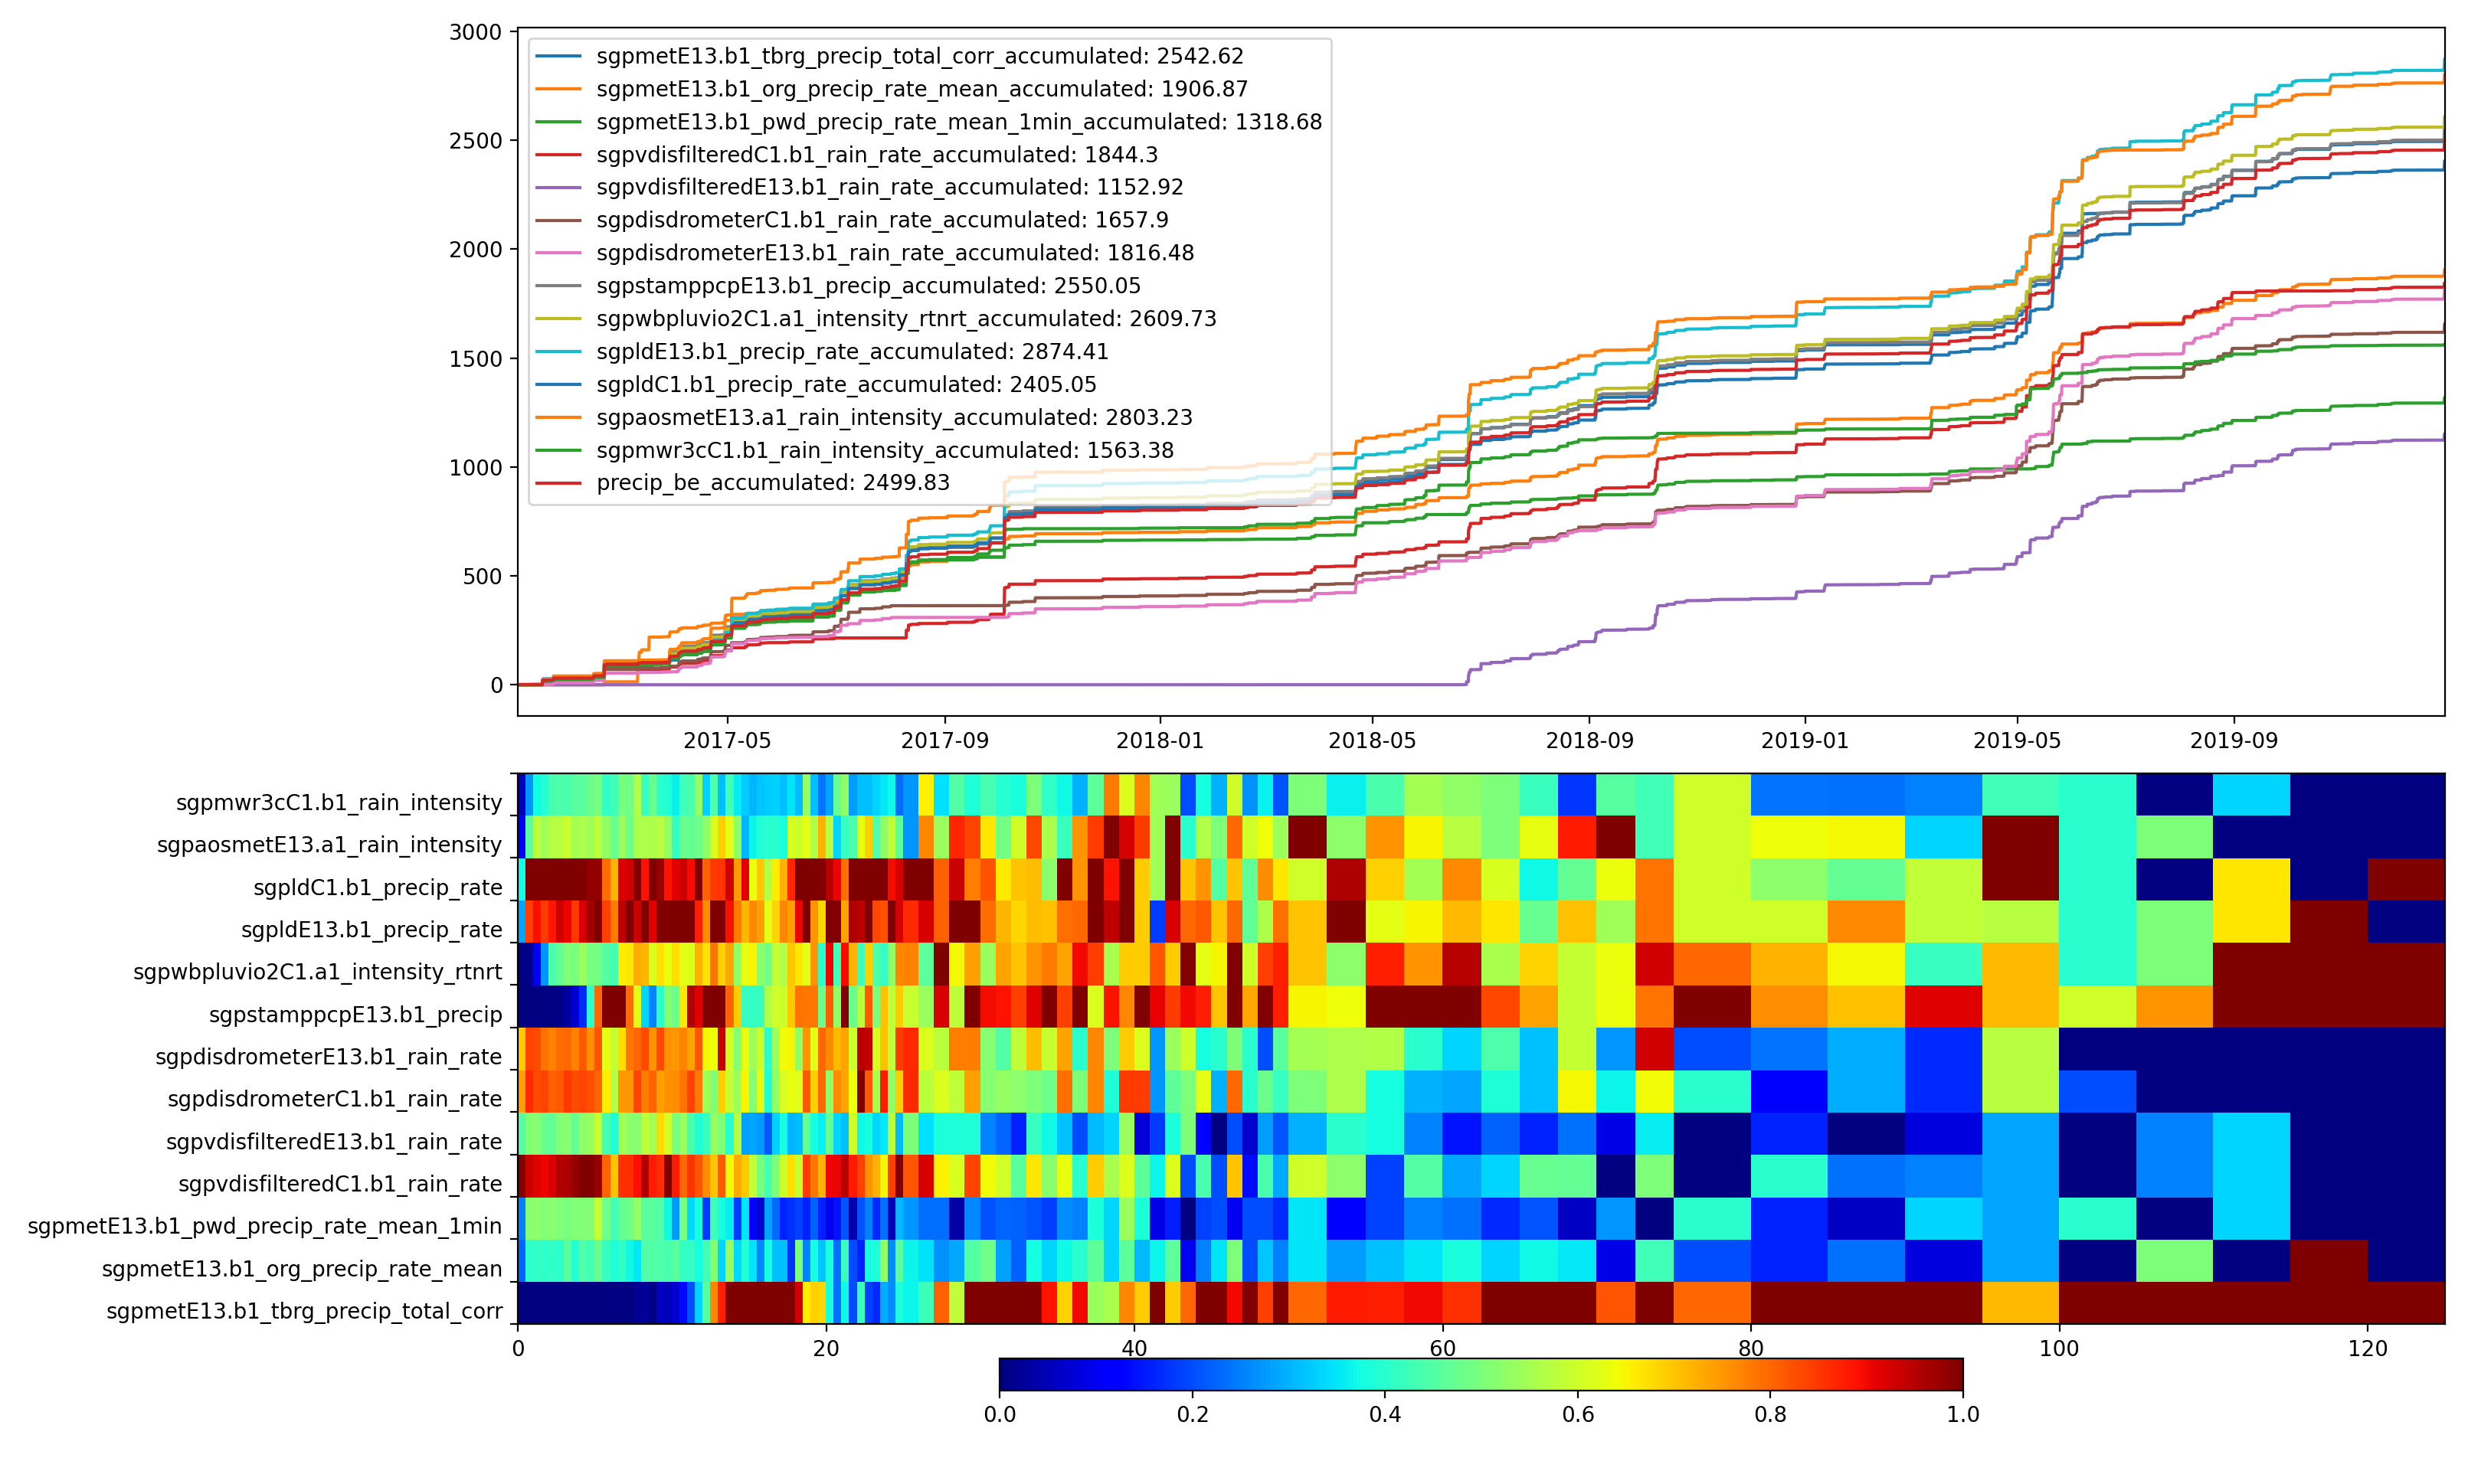 3000
2500
2000
1500
1000
500
0
sgpmetE13.b1_tbrg_precip_total_corr_accumulated: 2542.62
sgpmetE13.b1_org_precip_rate_mean_accumulated: 1906.87
sgpmetE13.b1_pwd_precip_rate_mean_1min_accumulated: 1318.68
sgpvdisfilteredC1.b1_rain_rate_accumulated: 1844.3
sgpvdisfilteredE13.b1_rain_rate_accumulated: 1152.92
sgpdisdrometerC1.b1_rain_rate_accumulated: 1657.9
sgpdisdrometerE13.b1_rain_rate_accumulated: 1816.48
sgpstamppcpE13.b1_precip_accumulated: 2550.05
sgpwbpluvio2C1.a1_intensity_rtnrt_accumulated: 2609.73
sgpldE13.b1_precip_rate_accumulated: 2874.41
sgpldC1.b1_precip_rate_accumulated: 2405.05
sgpaosmetE13.a1_rain_intensity_accumulated: 2803.23
sgpmwr3cC1.b1_rain_intensity_accumulated: 1563.38
precip_be_accumulated: 2499.83
2017-05 2017-09 2018-01 2018-05 2018-09 2019-01 2019-05 2019-09
sgpmwr3cC1.b1_rain_intensity
sgpaosmetE13.a1_rain_intensity
sgpldC1.b1_precip_rate
sgpldE13.b1_precip_rate
sgpwbpluvio2C1.a1_intensity_rtnrt
sgpstamppcpE13.b1_precip
sgpdisdrometerE13.b1_rain_rate
sgpdisdrometerC1.b1_rain_rate
sgpvdisfilteredE13.b1_rain_rate
sgpvdisfilteredC1.b1_rain_rate
sgpmetE13.b1_pwd_precip_rate_mean_1min
sgpmetE13.b1_org_precip_rate_mean
sgpmetE13.b1_tbrg_precip_total_corr
0 20 40 60 80 100 120
0.0 0.2 0.4 0.6 0.8 1.0